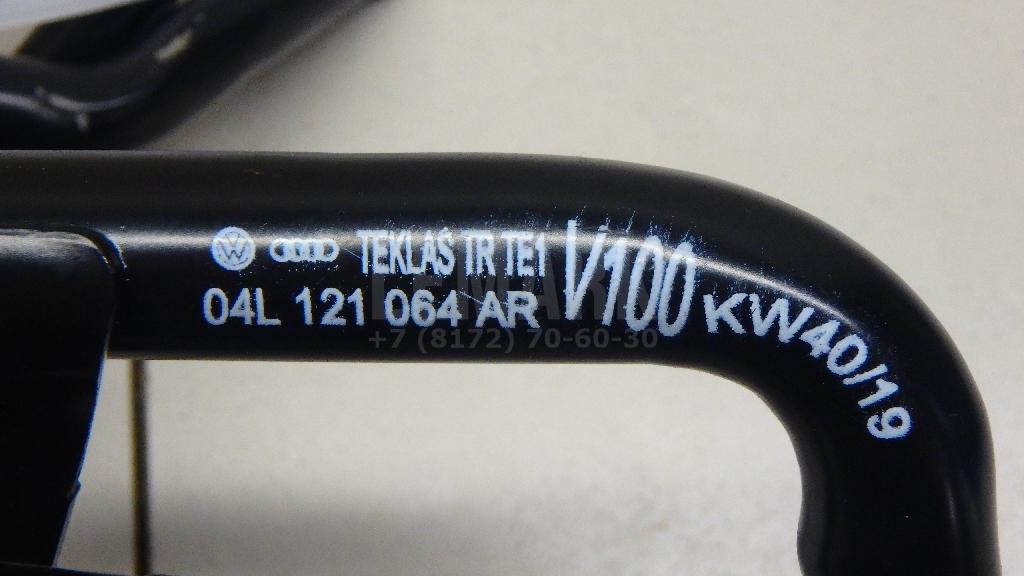 TEKLAS TR TE1 V100 KW40/19
04L 121 064 AR
+7 (8172) 70-60-30